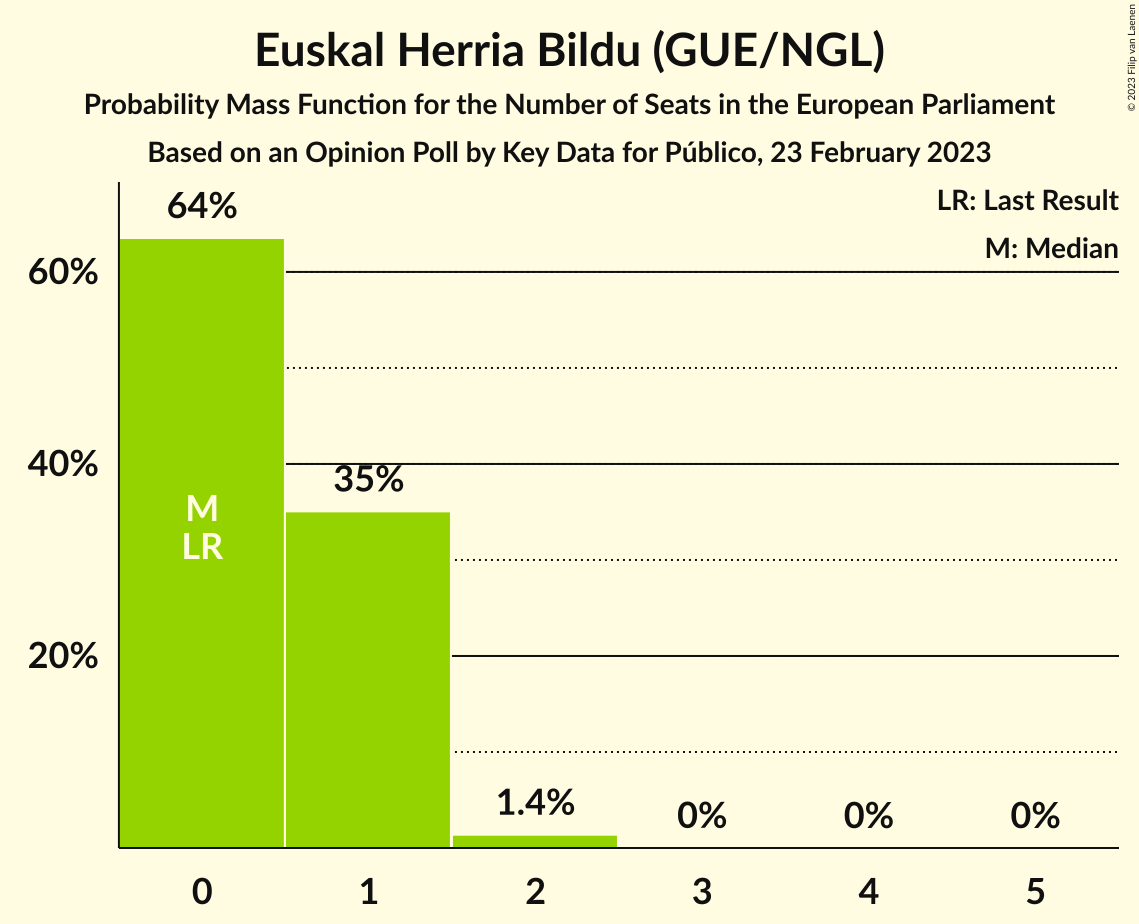 Euskal Herria Bildu (GUE/NGL)
Probability Mass Function for the Number of Seats in the European Parliament
Based on an Opinion Poll by Key Data for Público, 23 February 2023
© 2023 Filip van Laenen
LR: Last Result
M: Median
64%
60%
40%
35%
M
LR
20%
1.4%
0%
0%
0%
0
1
2
3
4
5